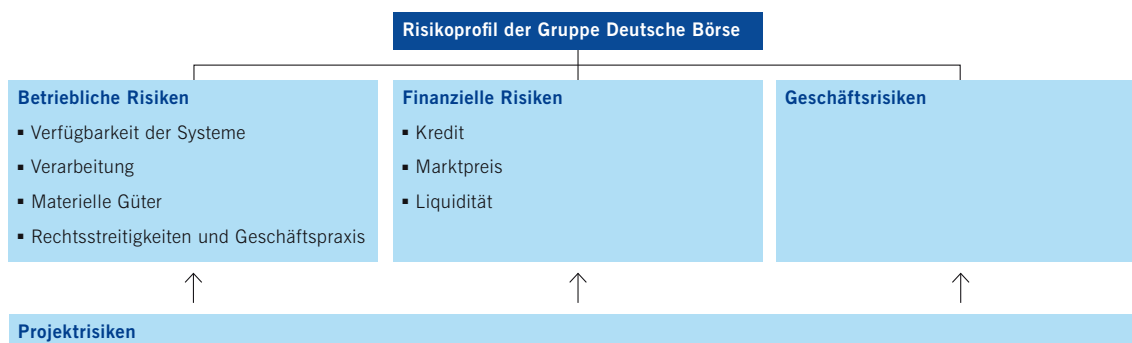 Risikoprofil der Gruppe Deutsche Börse
Betriebliche Risiken
▪ Verfügbarkeit der Systeme
▪ Verarbeitung
▪ Materielle Güter
▪ Rechtsstreitigkeiten und Geschäftspraxis
Finanzielle Risiken
▪ Kredit
▪ Marktpreis
▪ Liquidität
Geschäftsrisiken
Projektrisiken